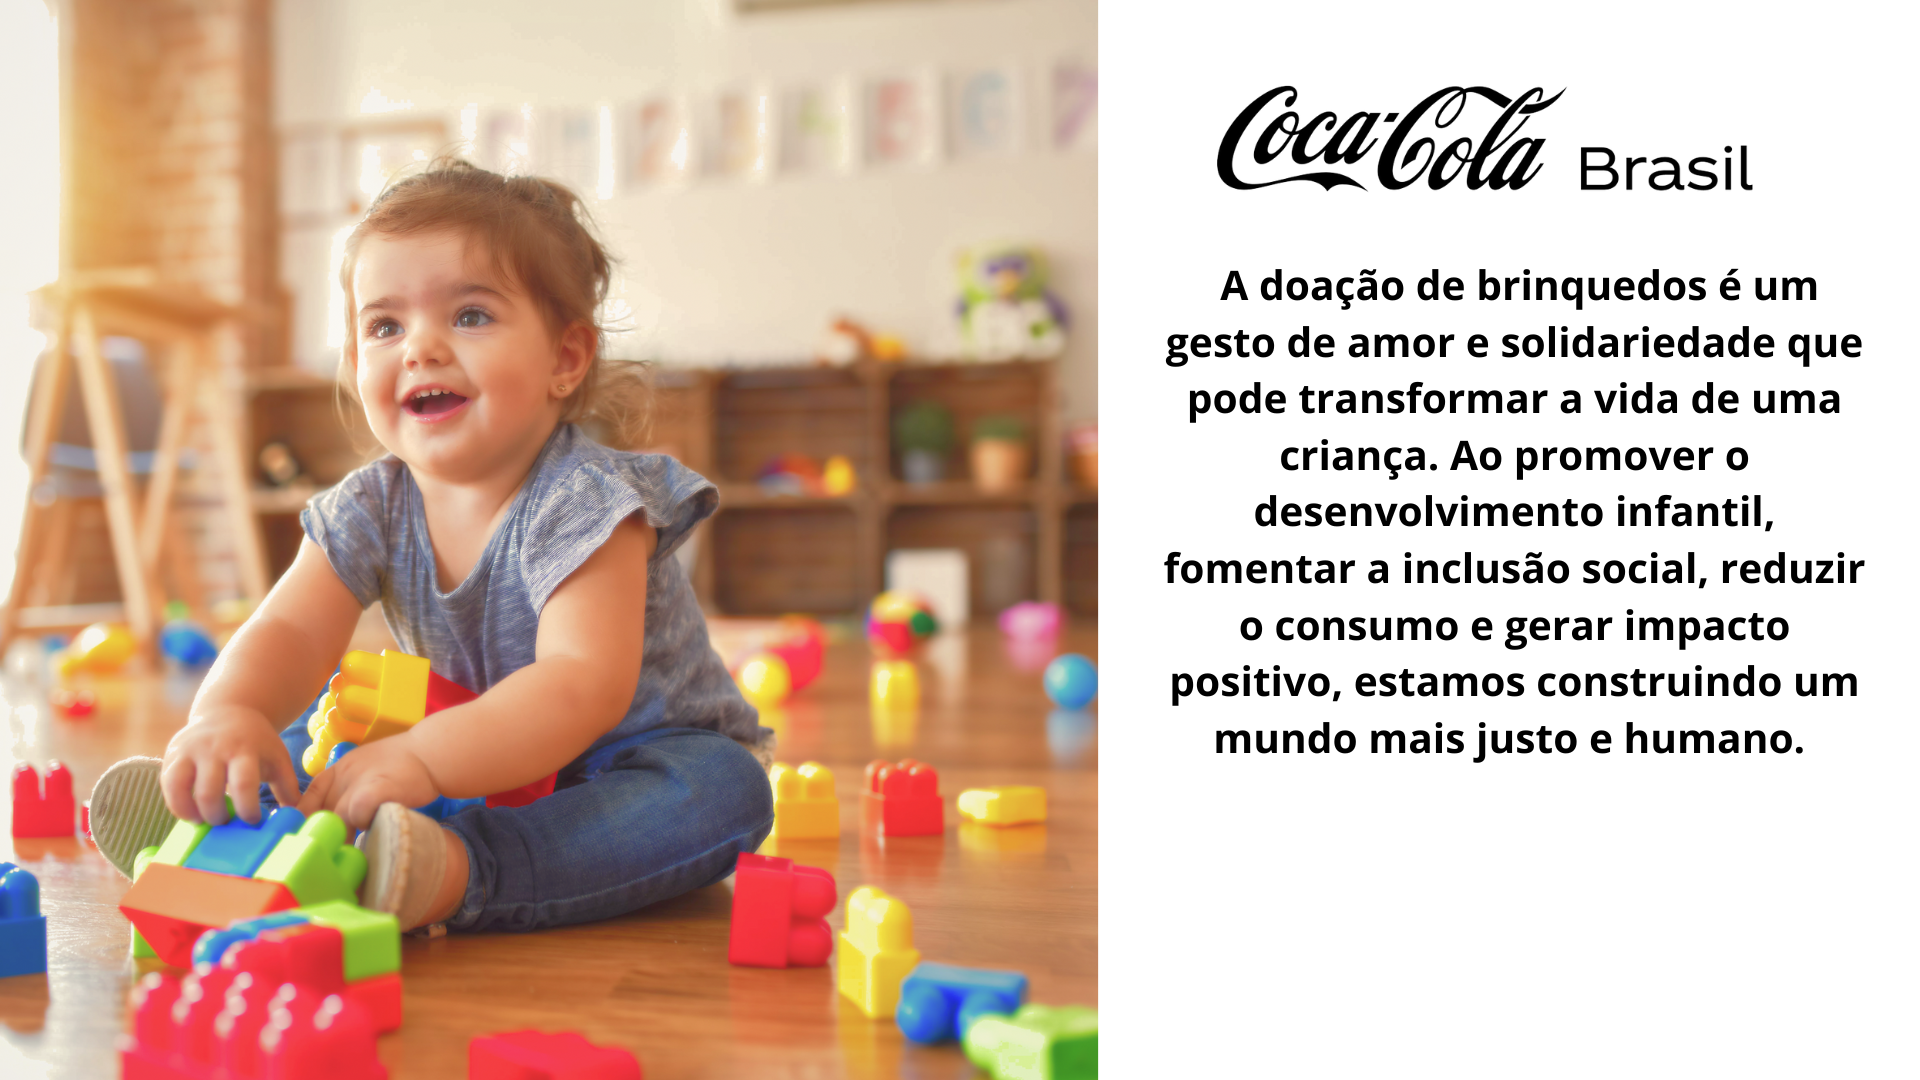 Coca-Cola Brasil
A doação de brinquedos é um
gesto de amor e solidariedade que
pode transformar a vida de uma
criança. Ao promover o
desenvolvimento infantil,
fomentar a inclusão social, reduzir
o consumo e gerar impacto
positivo, estamos construindo um
mundo mais justo e humano.